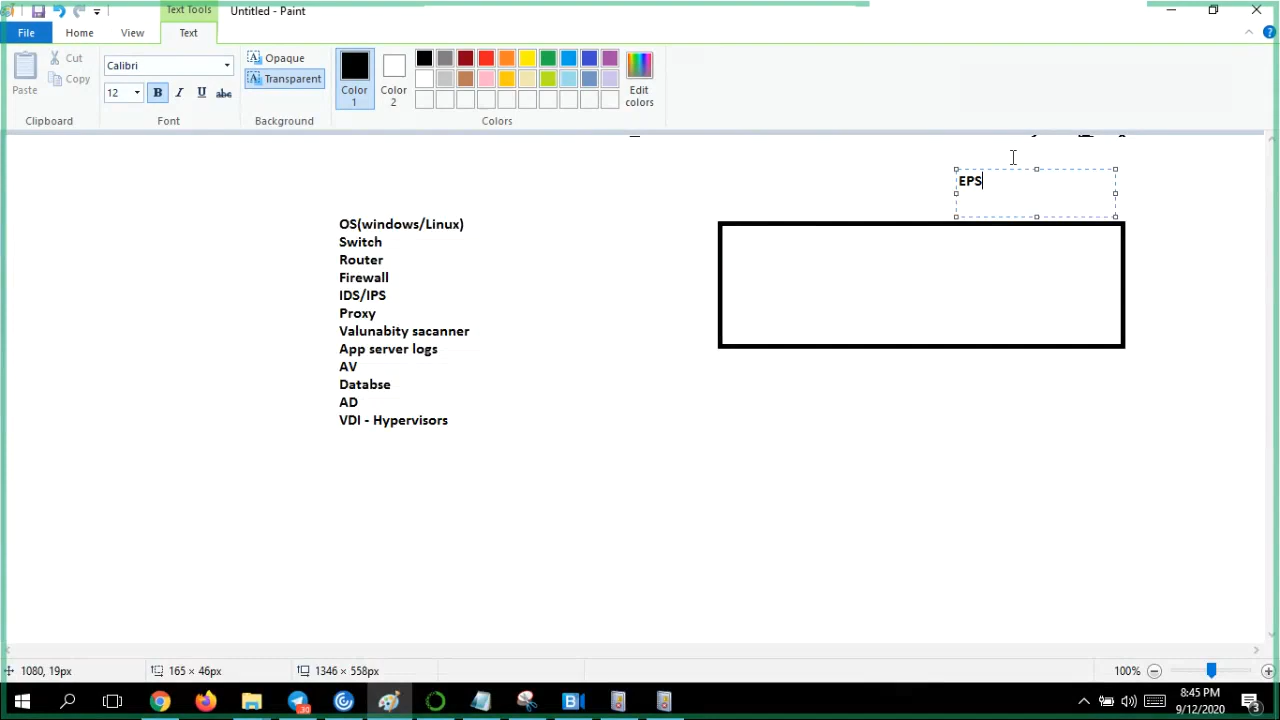 Text Tools
Untitled - Paint
File
Home
View
Text
Paste
Cut
Copy
Clipboard
Calibri
12
B
I
U
abc
Font
Opaque
Transparent
Background
Color 1
Color 2
Edit colors
Colors
EPS
OS(windows/Linux)
Switch
Router
Firewall
IDS/IPS
Proxy
Valunabity sacanner
App server logs
AV
Databse
AD
VDI - Hypervisors
1080, 19px
165 × 46px
1346 × 558px
100%
30
8:45 PM
9/12/2020
3